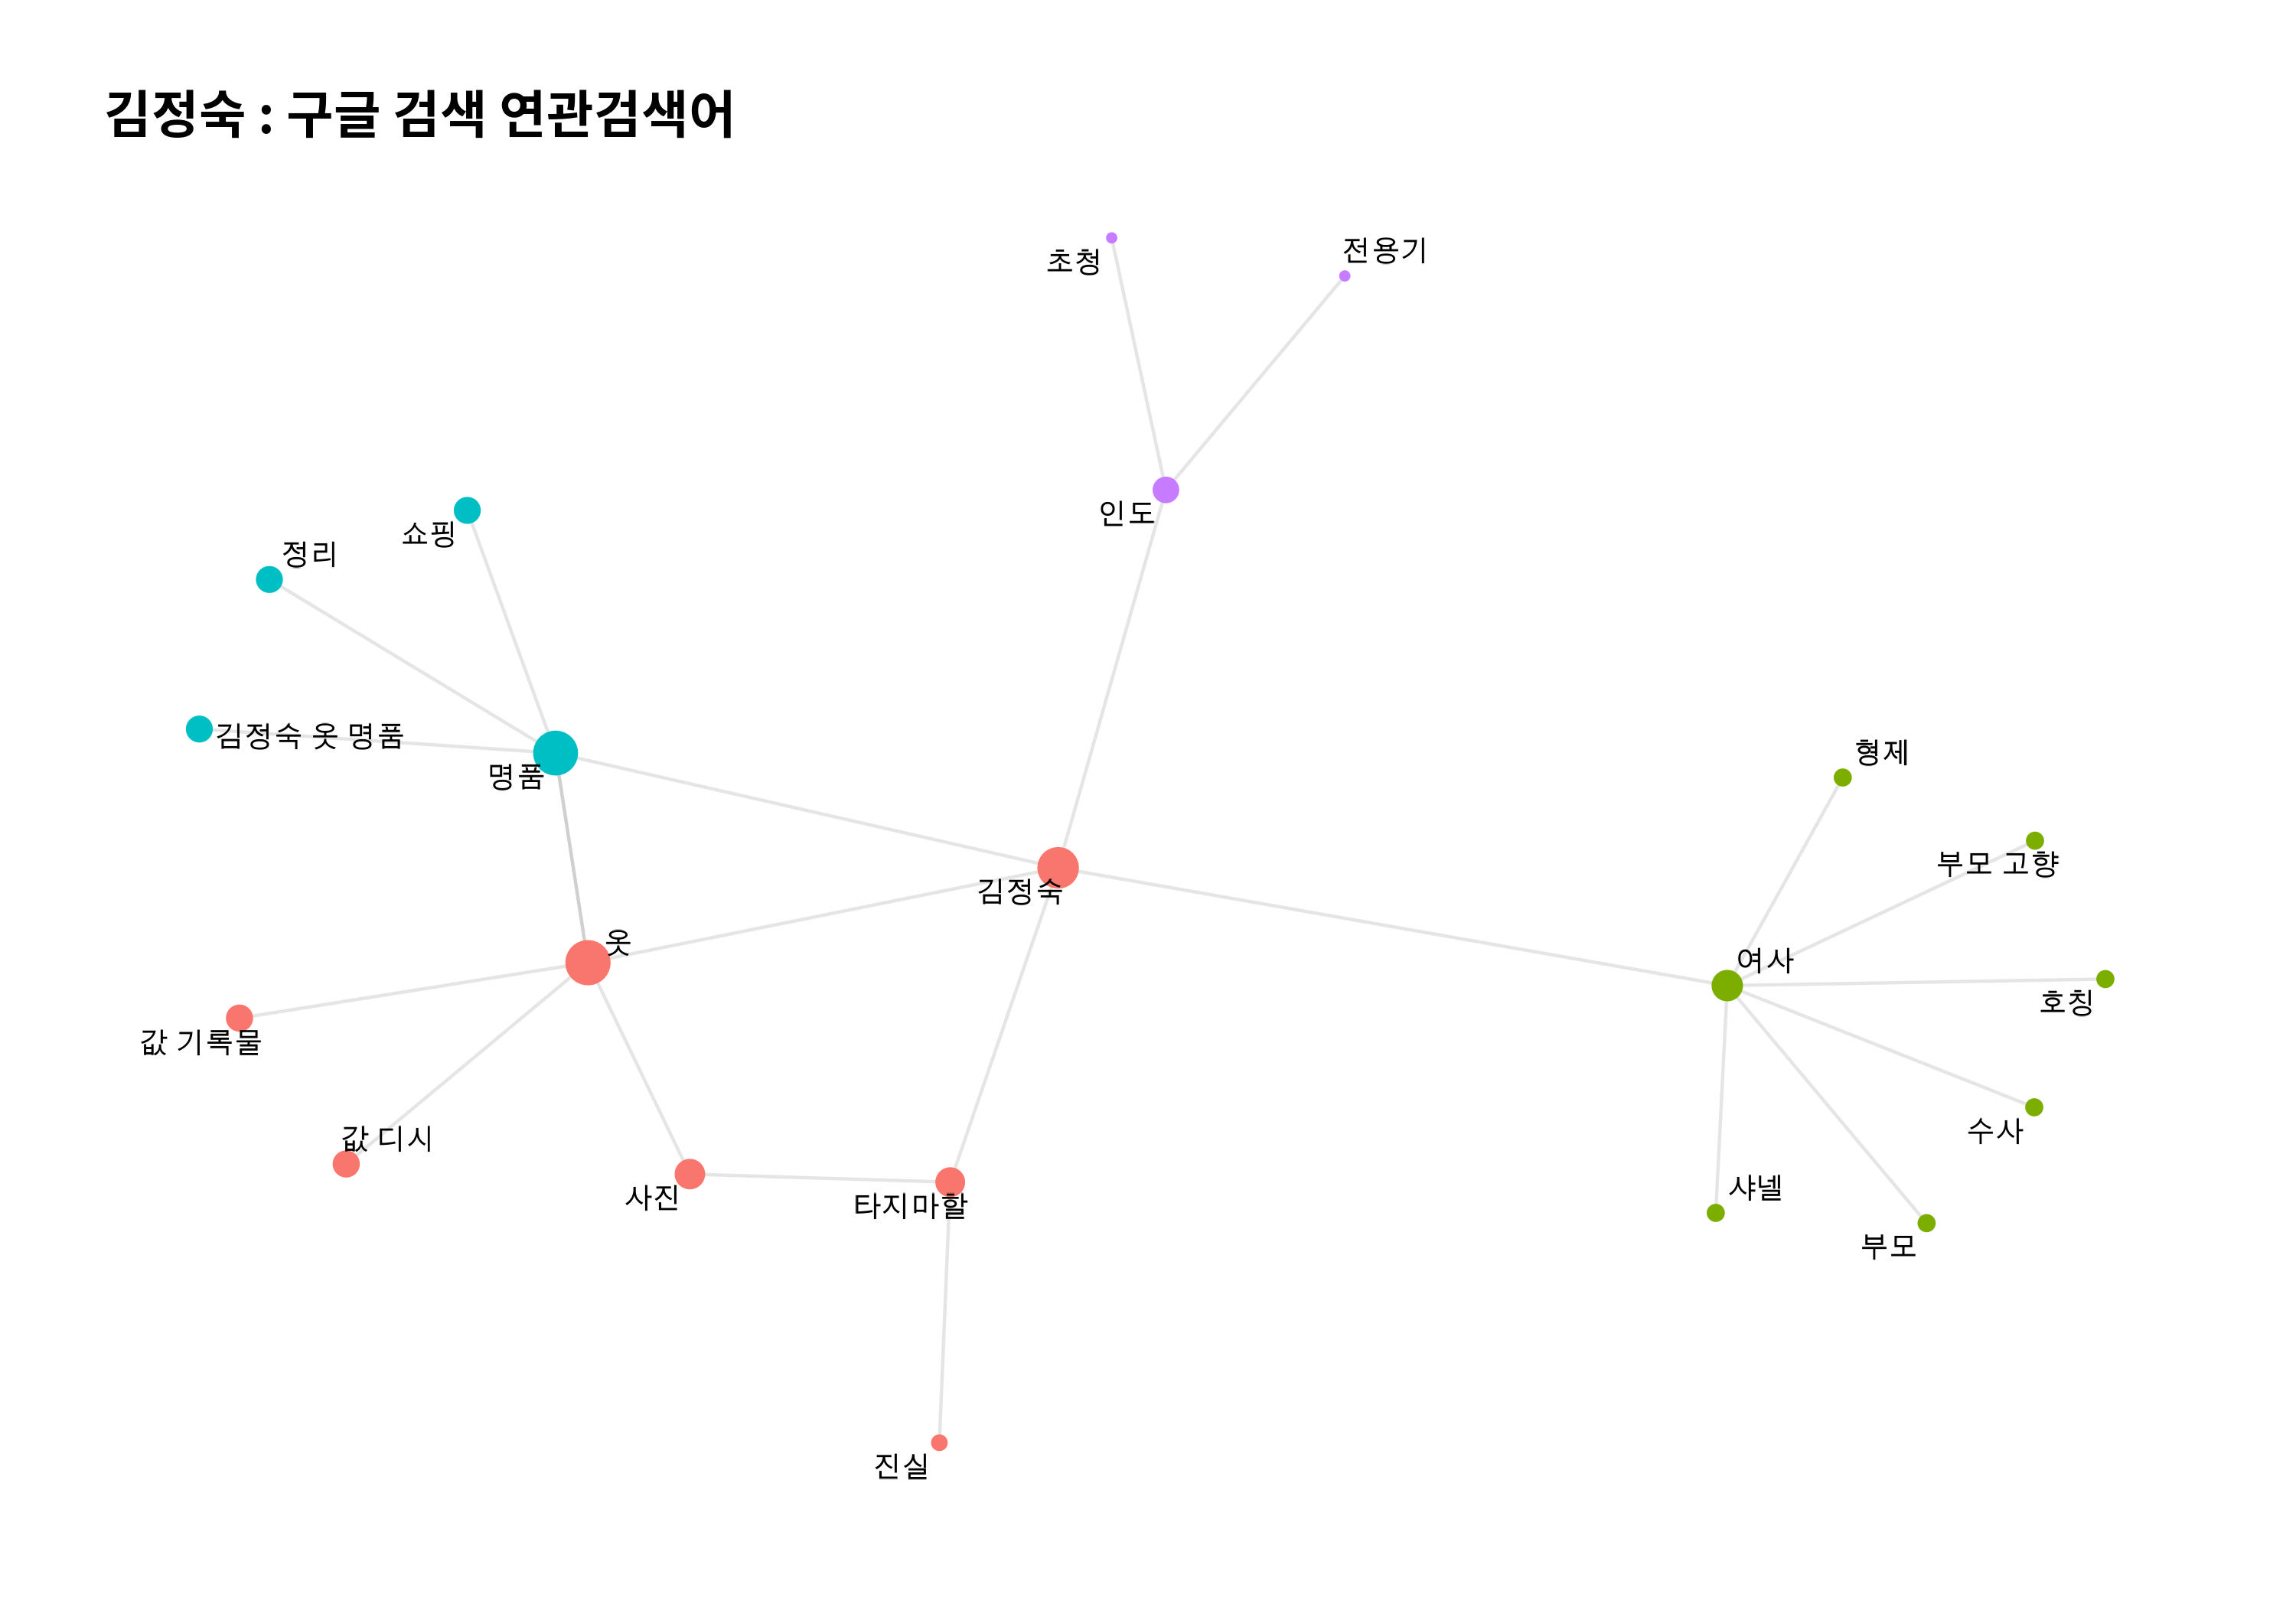 김정숙 : 구글 검색 연관검색어
초청
전용기
인도
쇼핑
정리
김정숙 옷 명품
명품
형제
부모 고향
김정숙
옷
여사
호칭
값 기록물
값 디시
수사
사진
타지마할
샤넬
부모
진실